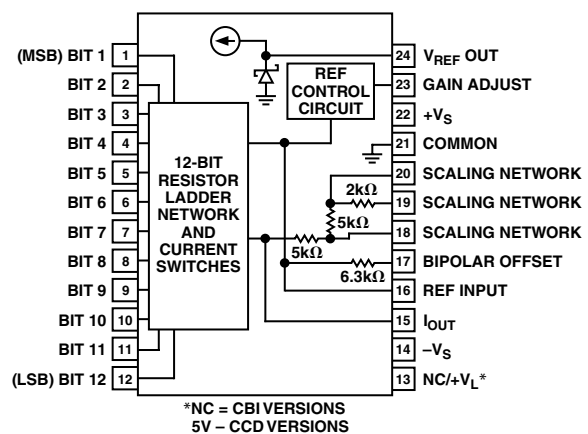 (MSB) BIT 1 1
BIT 2 2
BIT 3 3
BIT 4 4
BIT 5 5
BIT 6 6
BIT 7 7
BIT 8 8
BIT 9 9
BIT 10 10
BIT 11 11
(LSB) BIT 12 12
12-BIT
RESISTOR
LADDER
NETWORK
AND
CURRENT
SWITCHES
REF
CONTROL
CIRCUIT
2kΩ
5kΩ
5kΩ
6.3kΩ
24 VREF OUT
23 GAIN ADJUST
22 +VS
21 COMMON
20 SCALING NETWORK
19 SCALING NETWORK
18 SCALING NETWORK
17 BIPOLAR OFFSET
16 REF INPUT
15 IOUT
14 –VS
13 NC/+VL*
*NC = CBI VERSIONS
5V – CCD VERSIONS